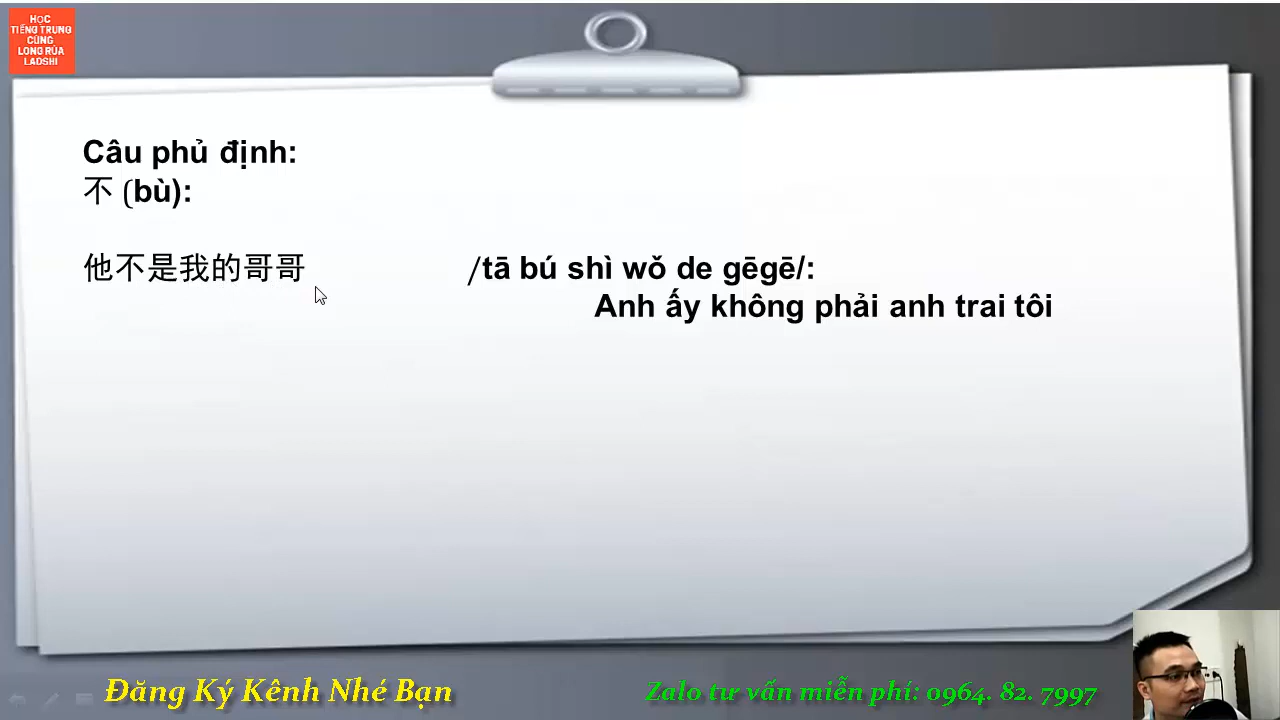 HỌC
TIẾNG TRUNG
CÙNG
LONG RÙA
LAOSHI
Câu phủ định:
不 (bù):
他不是我的哥哥 /tā bú shì wǒ de gēgē/:
Anh ấy không phải anh trai tôi
Đăng Ký Kênh Nhé Bạn
Zalo tư vấn miễn phí: 0964. 82. 7997